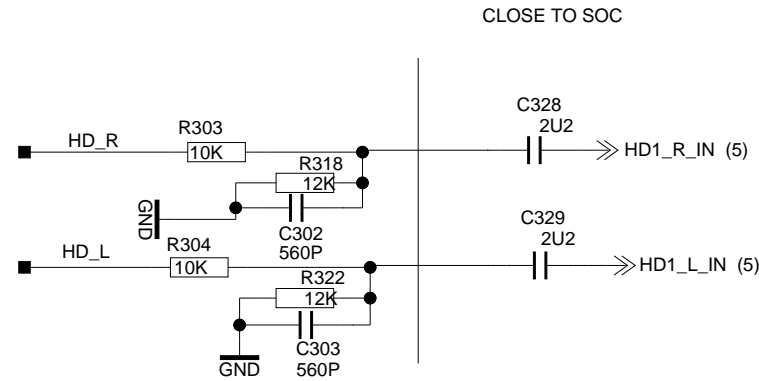 CLOSE TO SOC
C328
2U2
HD_R
R303
10K
HD1_R_IN (5)
R318
12K
GND
C302
560P
C329
2U2
HD_L
R304
10K
HD1_L_IN (5)
R322
12K
C303
560P
GND